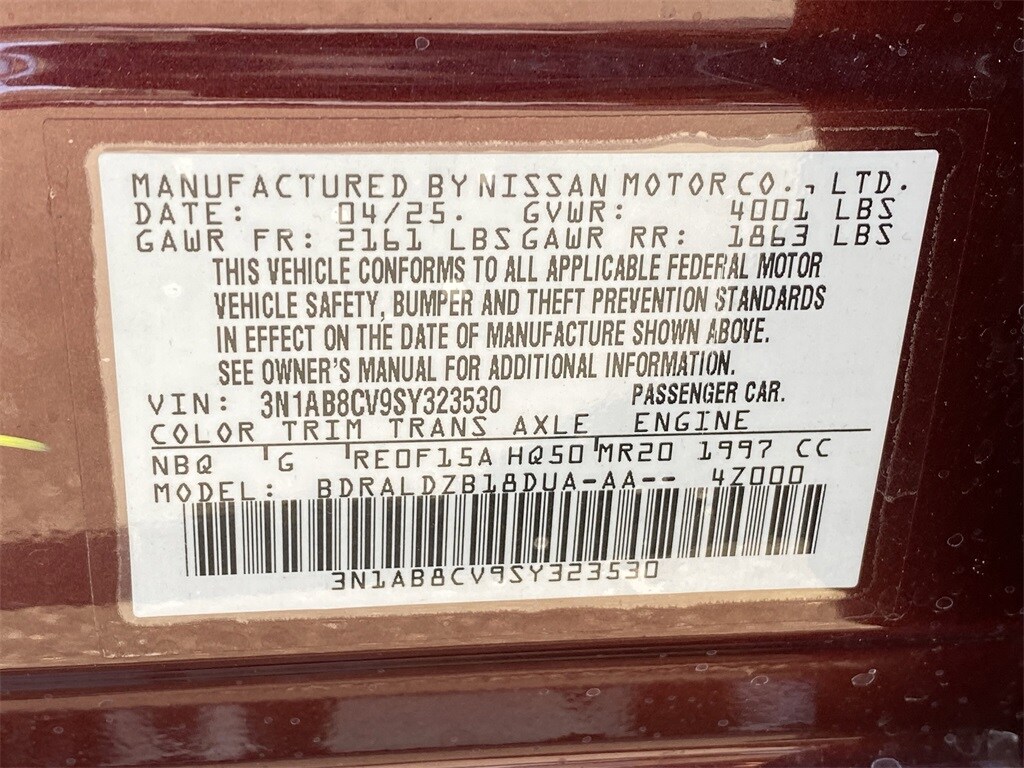 MANUFACTURED BY NISSAN MOTOR CO., LTD.
DATE: 04/25. GVWR: 4001 LBS
GAWR FR: 2161 LBS GAWR RR: 1863 LBS
THIS VEHICLE CONFORMS TO ALL APPLICABLE FEDERAL MOTOR
VEHICLE SAFETY, BUMPER AND THEFT PREVENTION STANDARDS
IN EFFECT ON THE DATE OF MANUFACTURE SHOWN ABOVE.
SEE OWNER'S MANUAL FOR ADDITIONAL INFORMATION.
VIN: 3N1AB8CV9SY323530 PASSENGER CAR.
COLOR TRIM TRANS AXLE ENGINE
NBQ G RE0F15A HQ50 MR20 1997 CC
MODEL: BDRALDZB18DUA-AA-- 4Z000
3N1AB8CV9SY323530